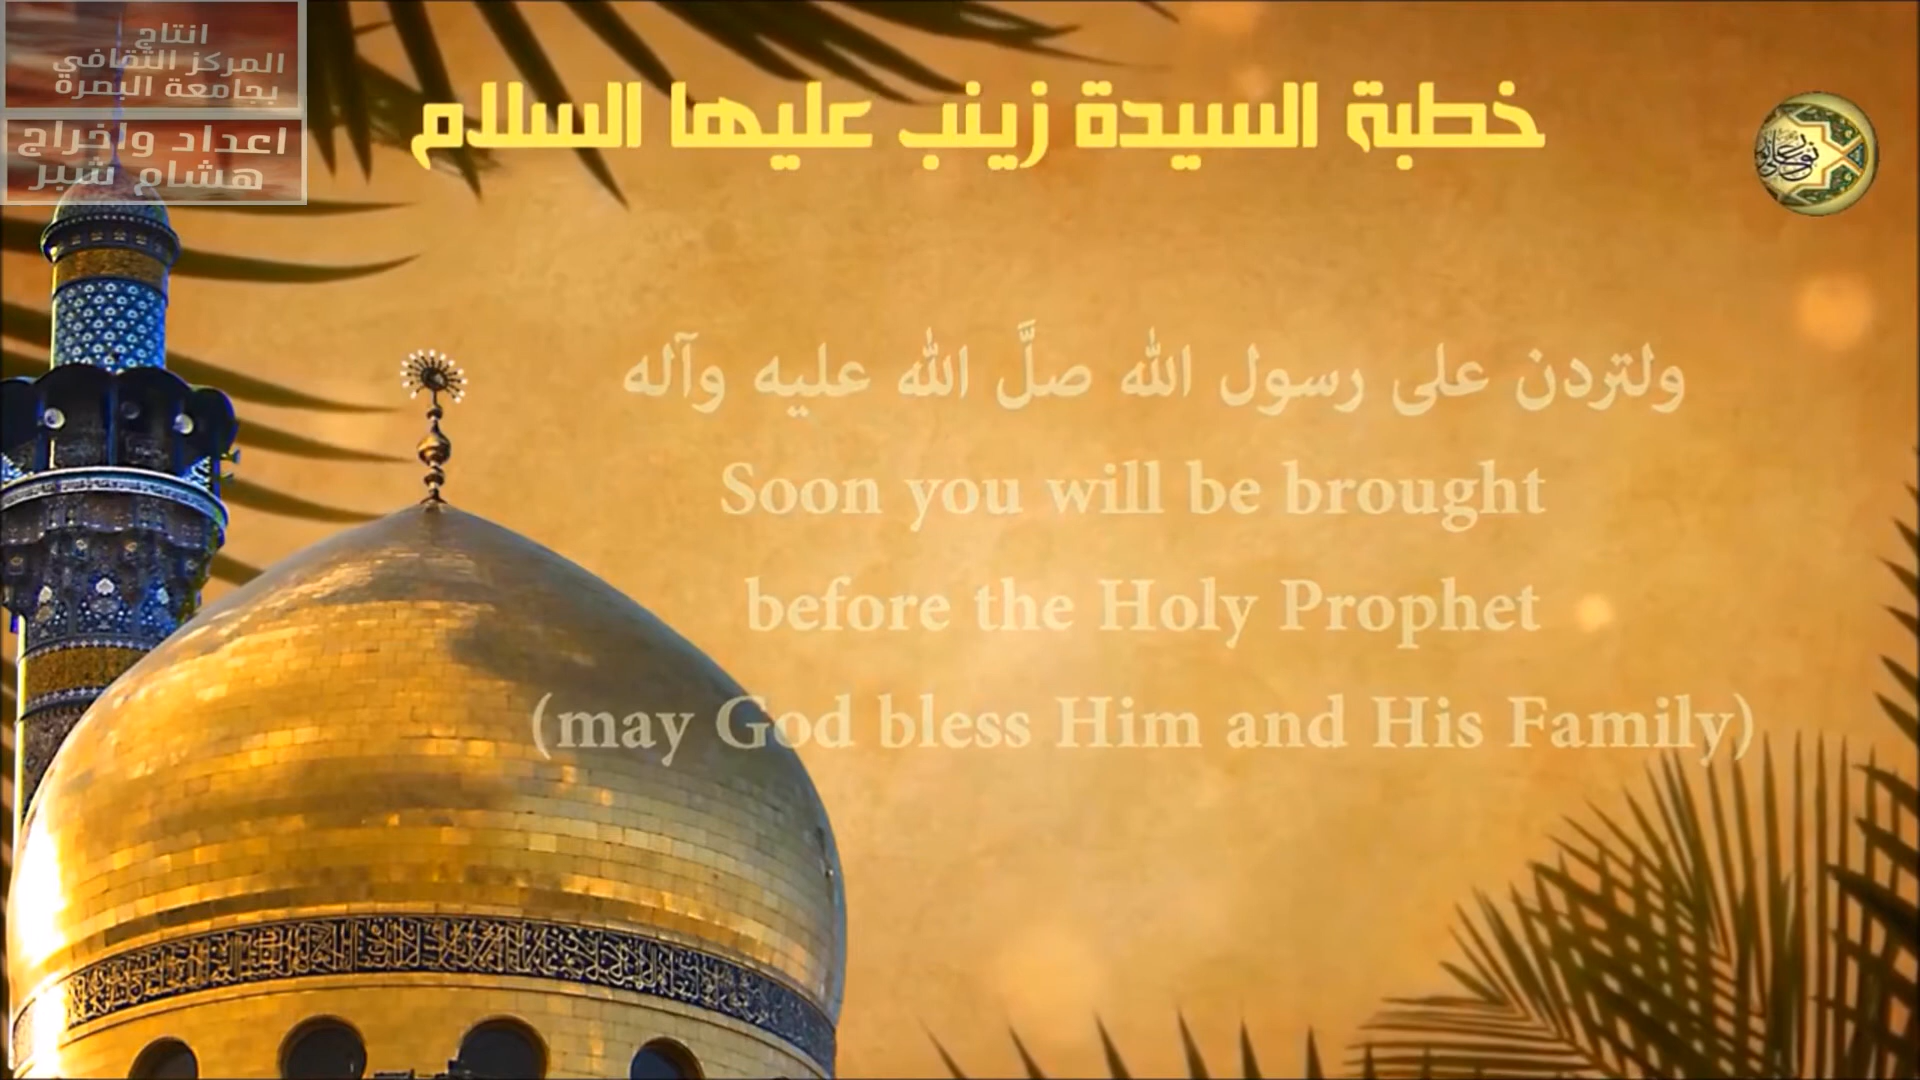 انتاج
المركز الثقافي
بجامعة البصرة
اعداد واخراج
هشام شبر
خطبة السيدة زينب عليها السلام
ولتردن على رسول الله صلَّ الله عليه وآله
Soon you will be brought
before the Holy Prophet
(may God bless Him and His Family)